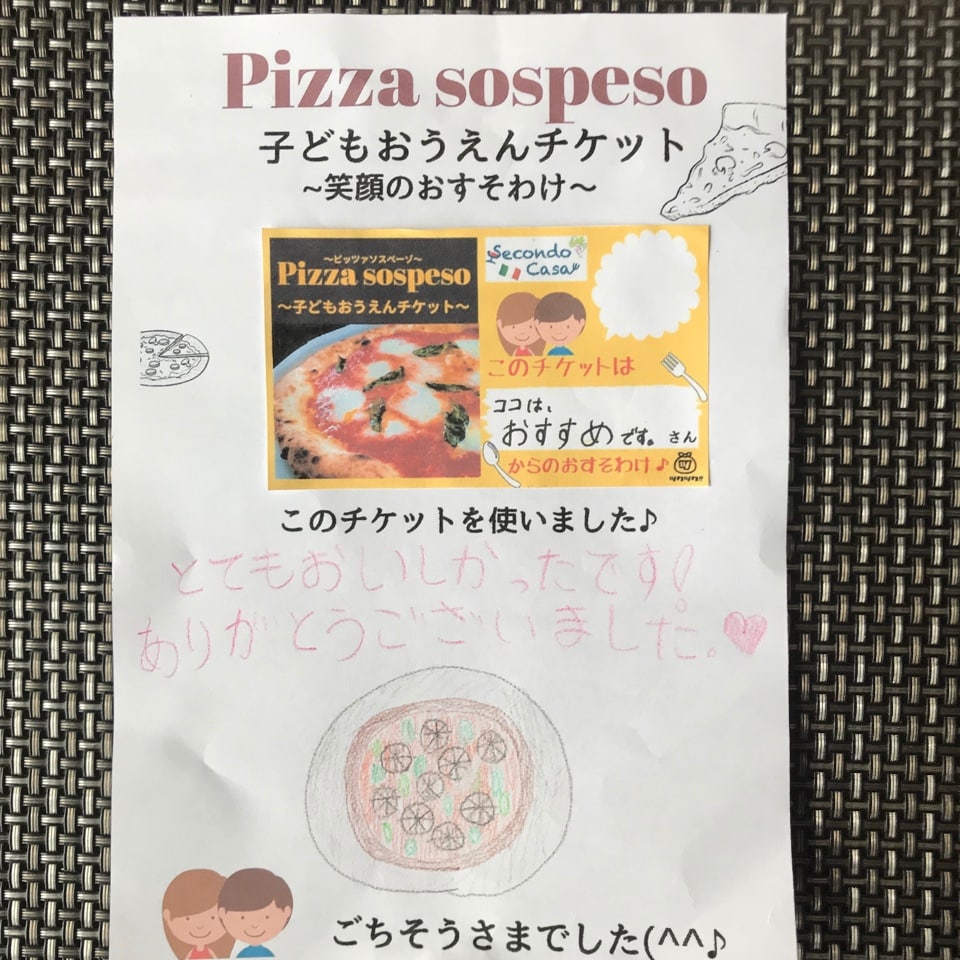 Pizza sospeso
子どもおうえんチケット
~笑顔のおすそわけ~
~ピッツァソスペーゾ~
Pizza sospeso
~子どもおうえんチケット~
Secondo
Casa
このチケットは
ココは、
おすすめです。 さん
からのおすそわけ♪
このチケットを使いました♪
とてもおいしかったです!
ありがとうございました。♥
ごちそうさまでした(^^♪